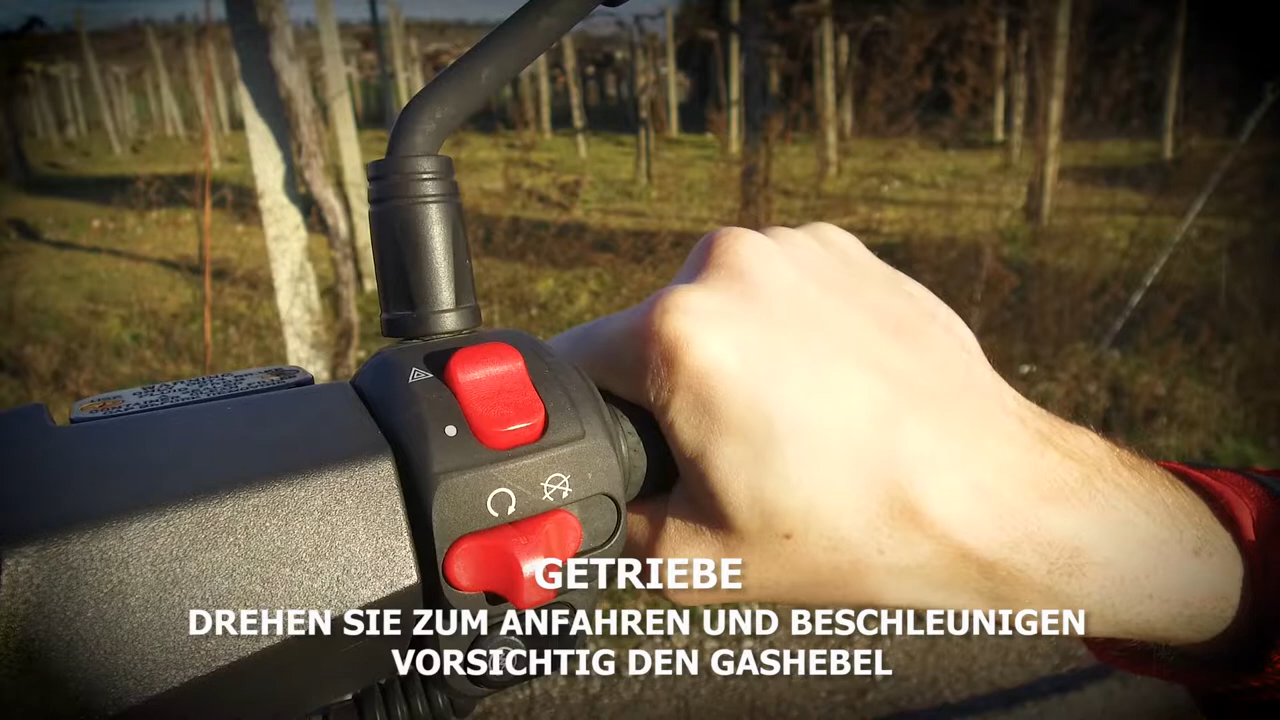 GETRIEBE
DREHEN SIE ZUM ANFAHREN UND BESCHLEUNIGEN
VORSICHTIG DEN GASHEBEL